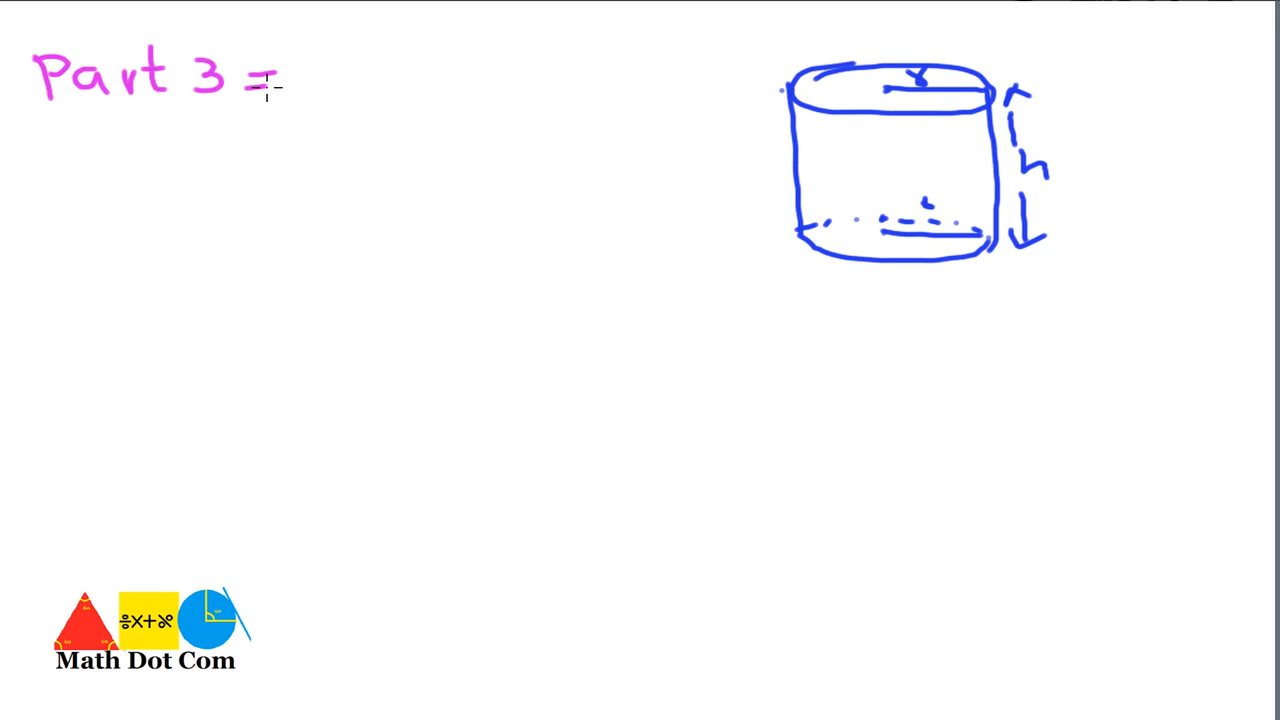 Part 3 =
r
h
r
÷x+%
Math Dot Com